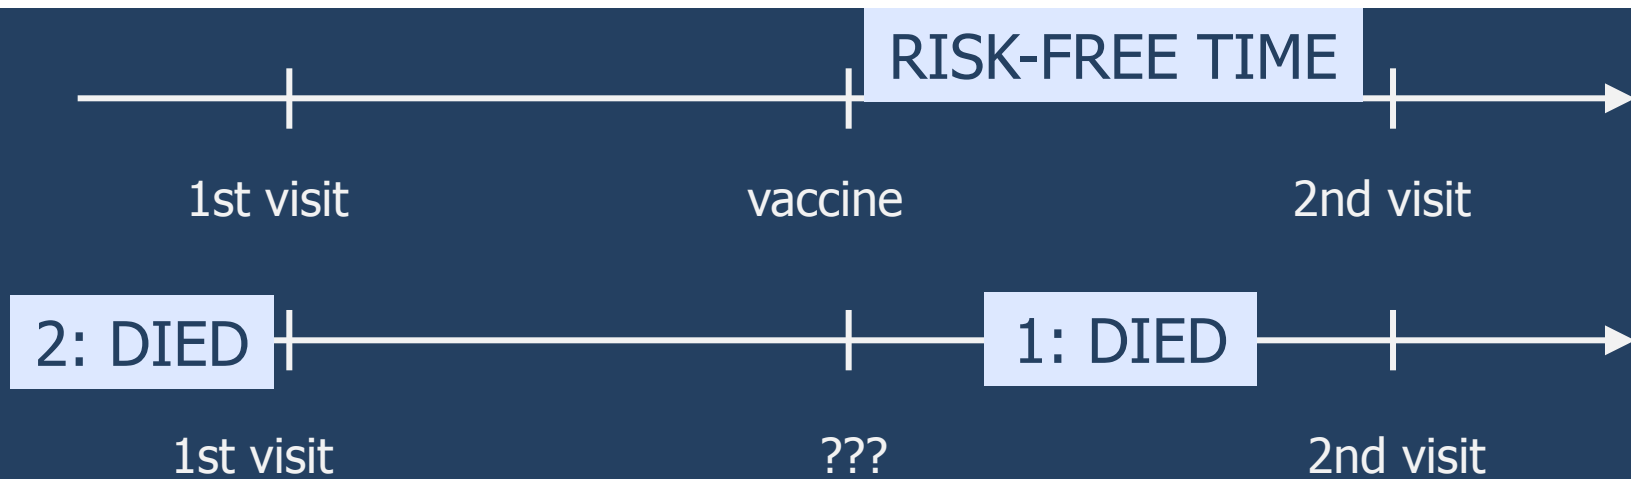 RISK-FREE TIME
1st visit vaccine 2nd visit
2: DIED 1: DIED
1st visit ??? 2nd visit